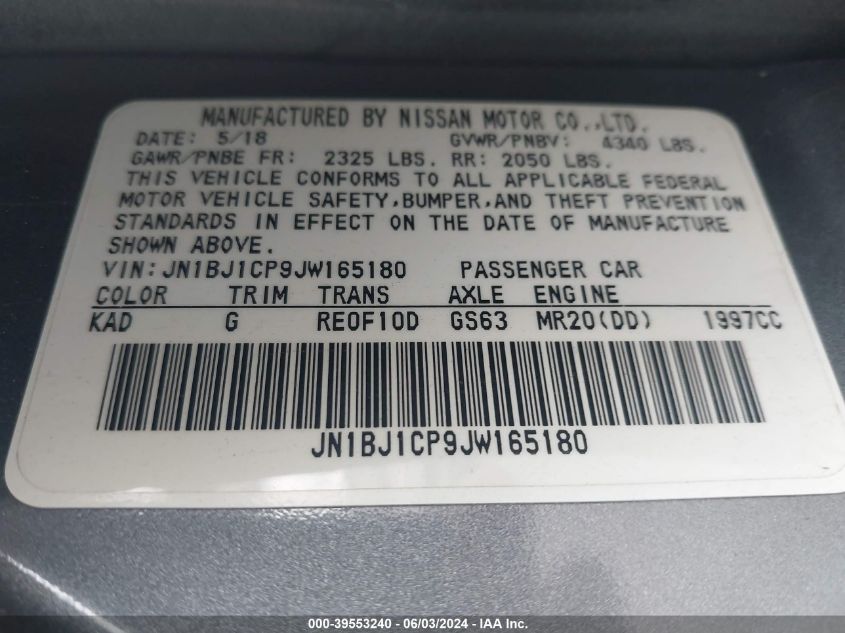 MANUFACTURED BY NISSAN MOTOR CO.,LTD.
DATE: 5/18 GVWR/PNBV: 4340 LBS.
GAWR/PNBE FR: 2325 LBS. RR: 2050 LBS.
THIS VEHICLE CONFORMS TO ALL APPLICABLE FEDERAL
MOTOR VEHICLE SAFETY,BUMPER,AND THEFT PREVENTION
STANDARDS IN EFFECT ON THE DATE OF MANUFACTURE
SHOWN ABOVE.
VIN:JN1BJ1CP9JW165180 PASSENGER CAR
COLOR TRIM TRANS AXLE ENGINE
KAD G RE0F10D GS63 MR20(DD) 1997CC
JN1BJ1CP9JW165180
000-39553240 - 06/03/2024 - IAA Inc.